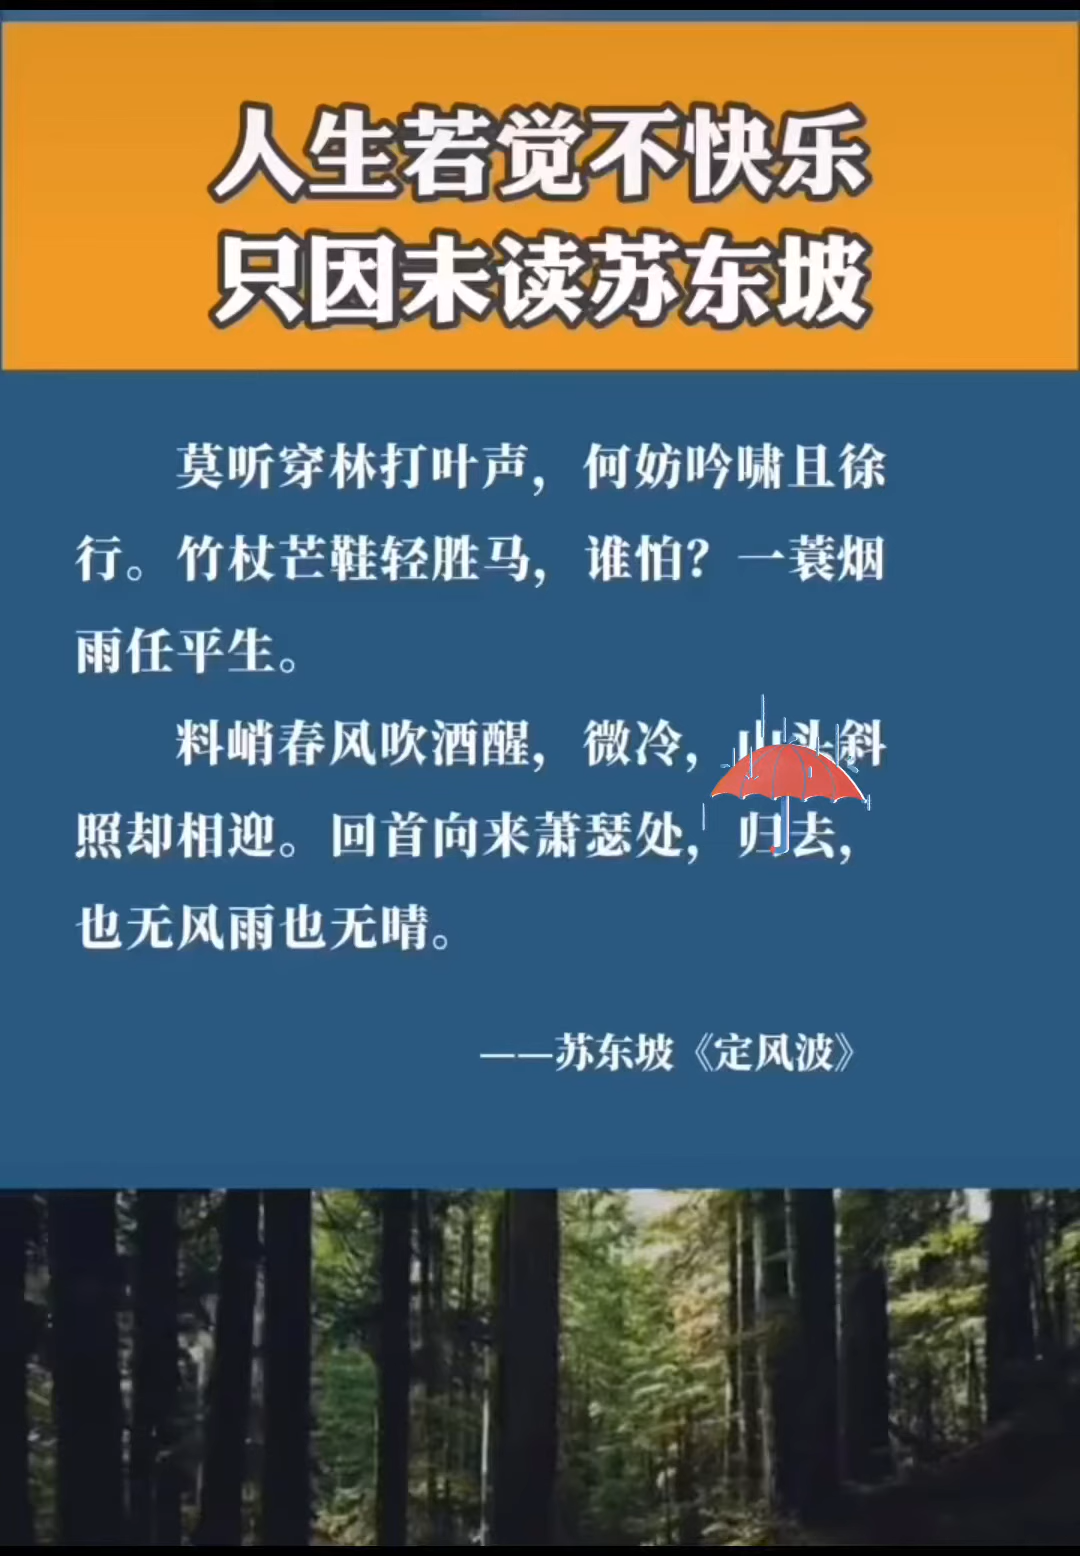 人生若觉不快乐
只因未读苏东坡
莫听穿林打叶声，何妨吟啸且徐
行。竹杖芒鞋轻胜马，谁怕？一蓑烟
雨任平生。
料峭春风吹酒醒，微冷，山头斜
照却相迎。回首向来萧瑟处，归去，
也无风雨也无晴。
——苏东坡《定风波》